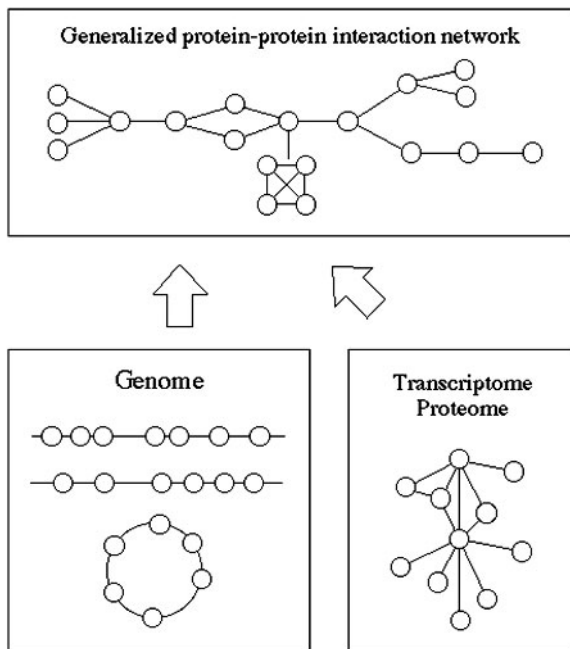 Generalized protein-protein interaction network
Genome
Transcriptome
Proteome